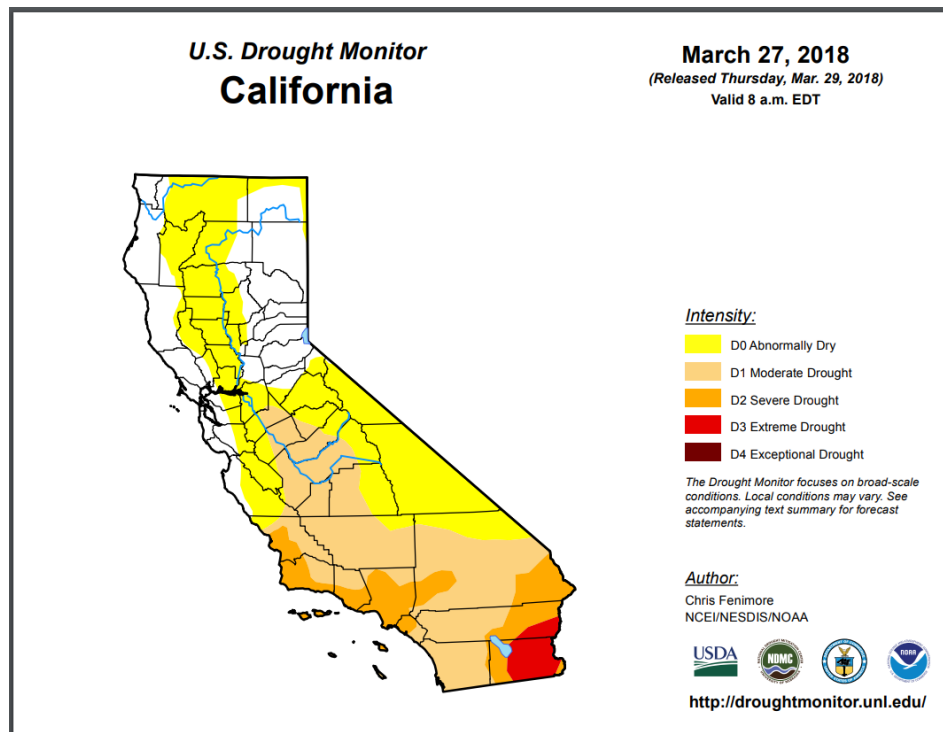 U.S. Drought Monitor
California
March 27, 2018
(Released Thursday, Mar. 29, 2018)
Valid 8 a.m. EDT
Intensity:
D0 Abnormally Dry
D1 Moderate Drought
D2 Severe Drought
D3 Extreme Drought
D4 Exceptional Drought
The Drought Monitor focuses on broad-scale
conditions. Local conditions may vary. See
accompanying text summary for forecast
statements.
Author:
Chris Fenimore
NCEI/NESDIS/NOAA
USDA
NDMC
NOAA
http://droughtmonitor.unl.edu/